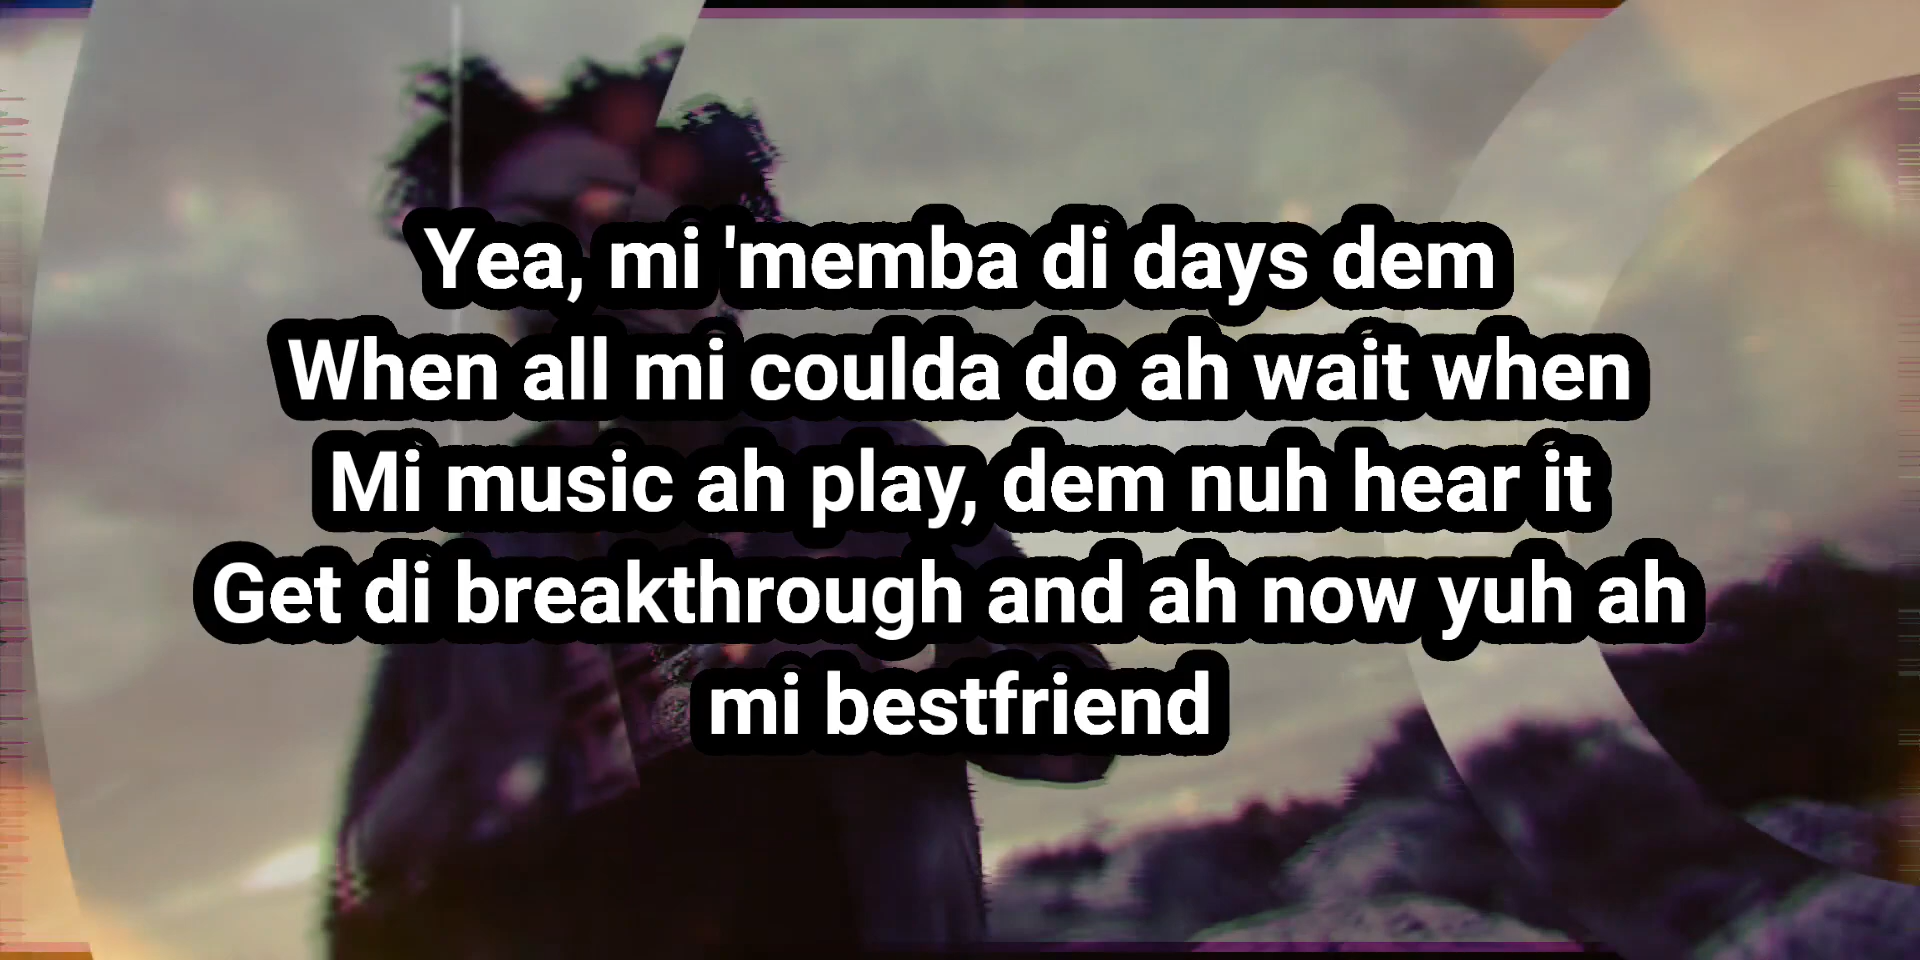 Yea, mi 'memba di days dem
When all mi coulda do ah wait when
Mi music ah play, dem nuh hear it
Get di breakthrough and ah now yuh ah
mi bestfriend